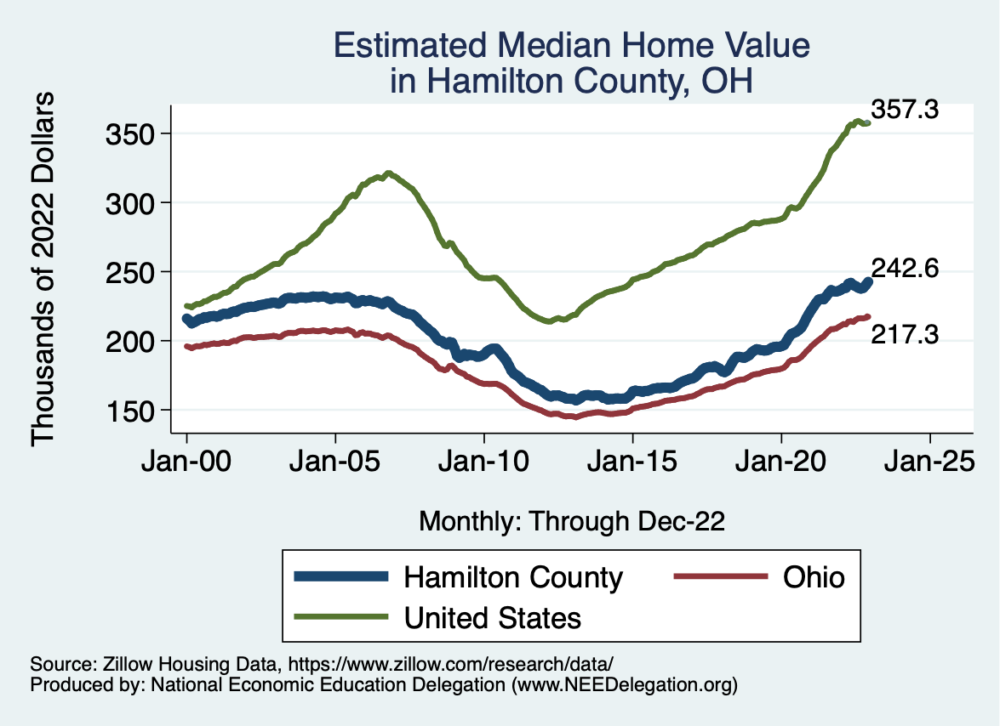 Estimated Median Home Value
in Hamilton County, OH
Thousands of 2022 Dollars
350
300
250
200
150
357.3
242.6
217.3
Jan-00 Jan-05 Jan-10 Jan-15 Jan-20 Jan-25
Monthly: Through Dec-22
Hamilton County Ohio
United States
Source: Zillow Housing Data, https://www.zillow.com/research/data/
Produced by: National Economic Education Delegation (www.NEEDelegation.org)